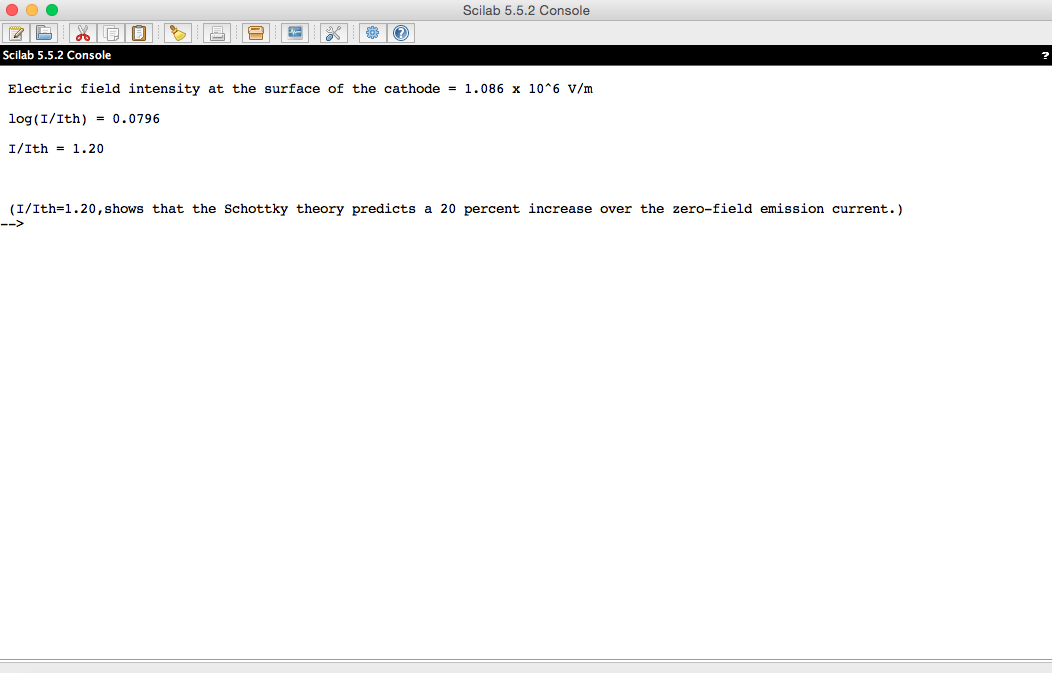 Scilab 5.5.2 Console
Scilab 5.5.2 Console ?
Electric field intensity at the surface of the cathode = 1.086 x 10^6 V/m
log(I/Ith) = 0.0796
I/Ith = 1.20
(I/Ith=1.20,shows that the Schottky theory predicts a 20 percent increase over the zero-field emission current.)
-->